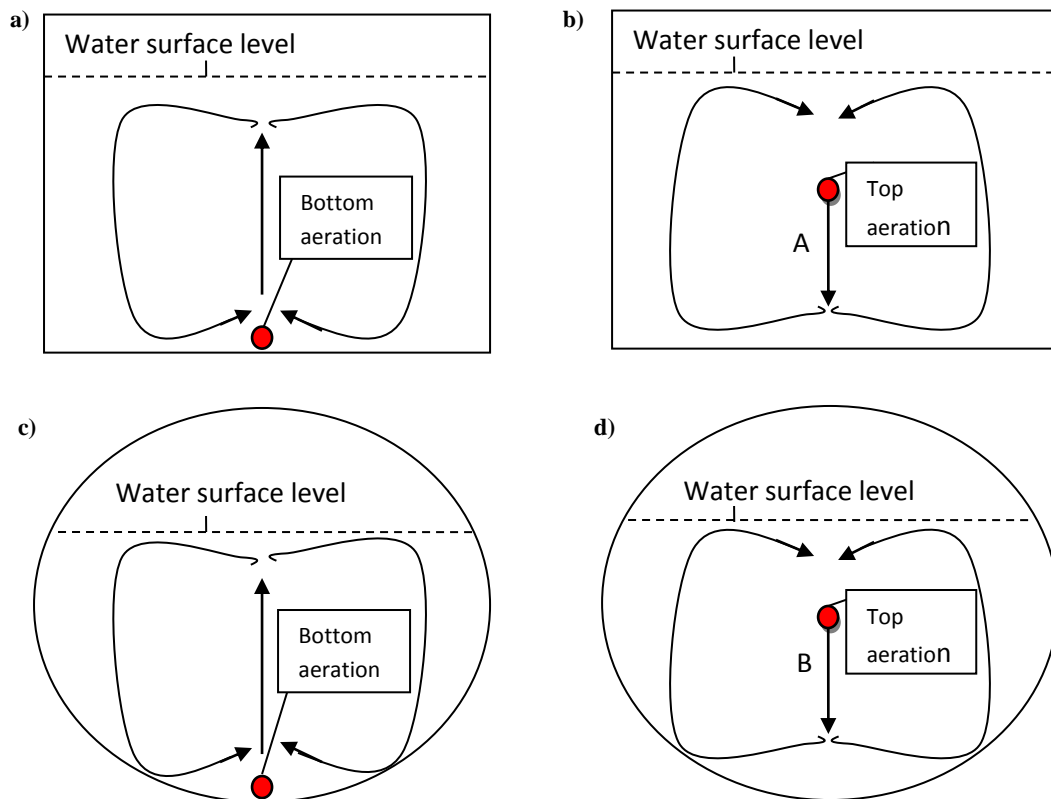 a)
Water surface level
Bottom
aeration
b)
Water surface level
Top
aeration
A
c)
Water surface level
Bottom
aeration
d)
Water surface level
Top
aeration
B